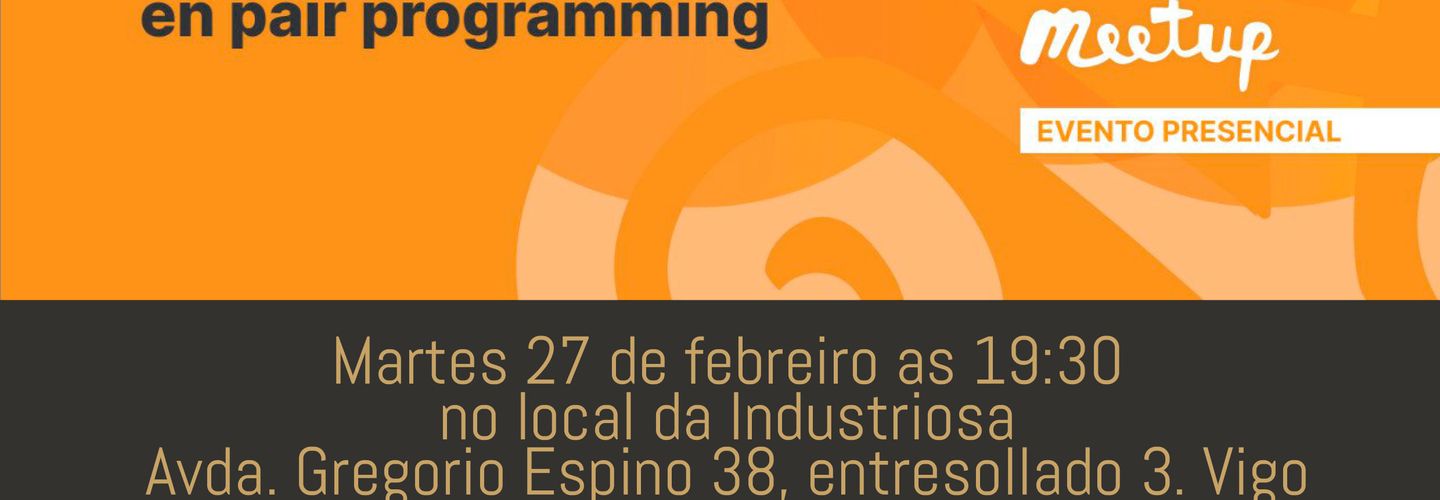 en pair programming
meetup
EVENTO PRESENCIAL
Martes 27 de febreiro as 19:30
no local da Industriosa
Avda. Gregorio Espino 38, entresollado 3. Vigo